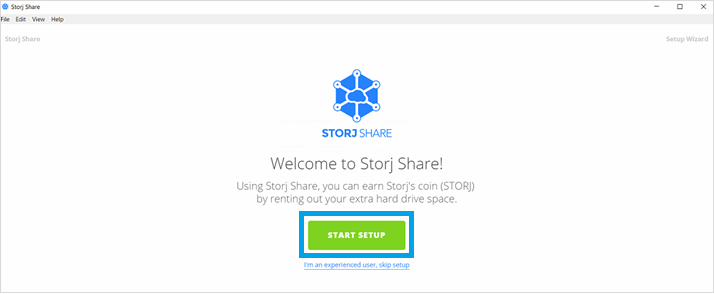 Storj Share
File Edit View Help
Storj Share Setup Wizard
STORJ SHARE
Welcome to Storj Share!
Using Storj Share, you can earn Storj's coin (STORJ)
by renting out your extra hard drive space.
START SETUP
I'm an experienced user, skip setup